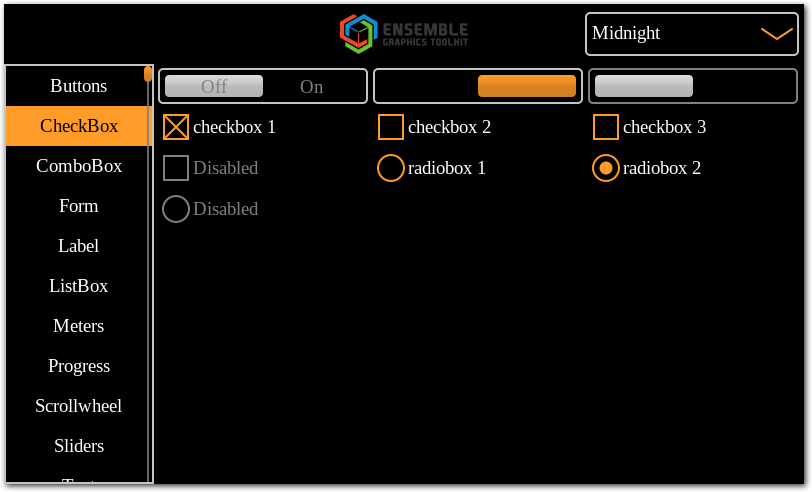 ENSEMBLE
GRAPHICS TOOLKIT
Midnight
Buttons
CheckBox
ComboBox
Form
Label
ListBox
Meters
Progress
Scrollwheel
Sliders
Off On
checkbox 1 checkbox 2 checkbox 3
Disabled radiobox 1 radiobox 2
Disabled